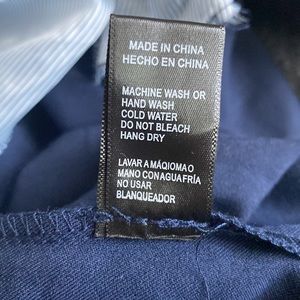 MADE IN CHINA
HECHO EN CHINA
MACHINE WASH OR
HAND WASH
COLD WATER
DO NOT BLEACH
HANG DRY
LAVAR A MÁQIOMA O
MANO CONAGUAFRÍA
NO USAR
BLANQUEADOR